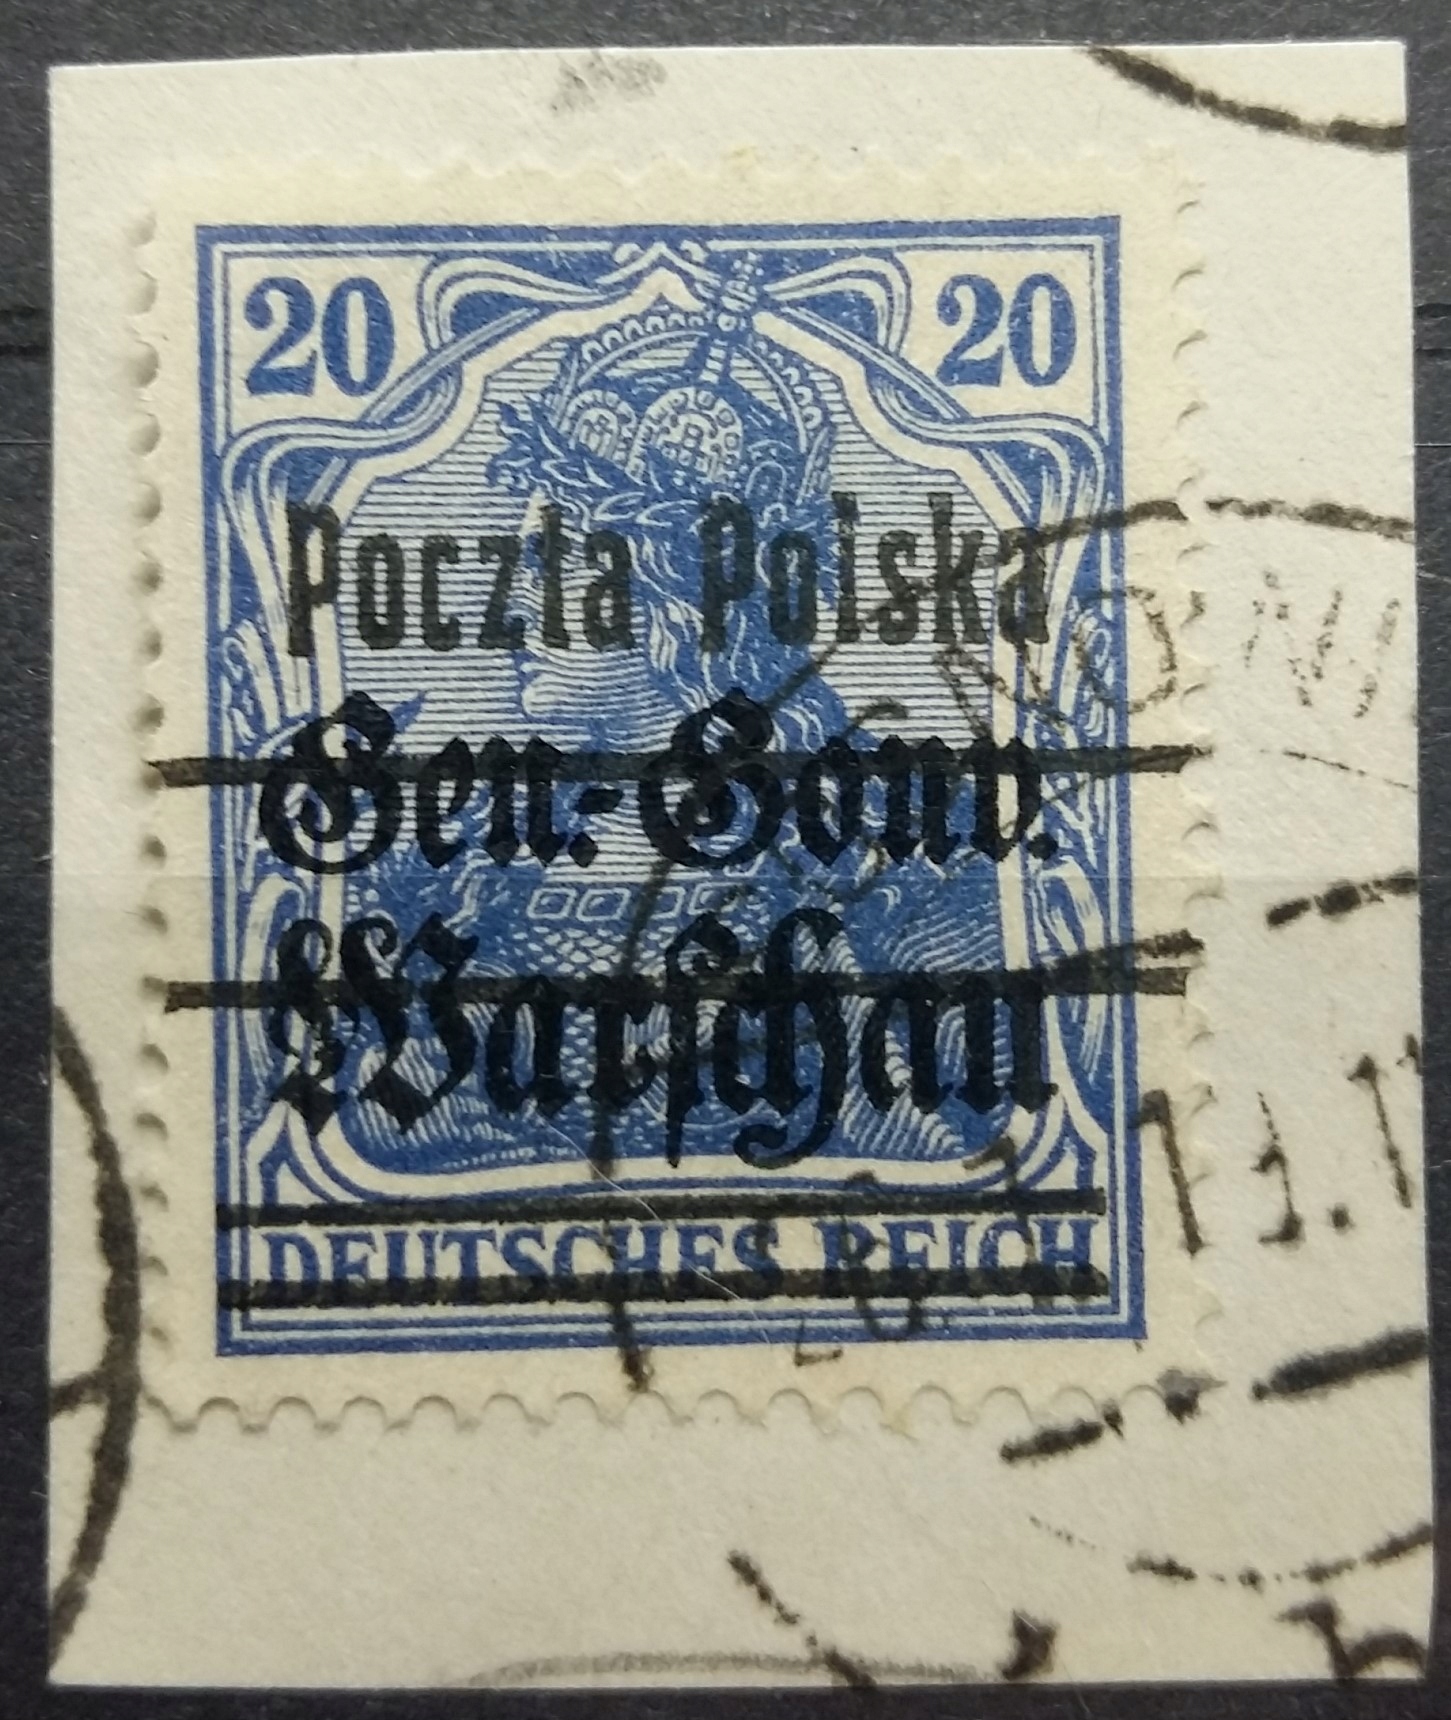 20 20
Poczta Polska
Gen.-Gouv.
Warschau
DEUTSCHES REICH